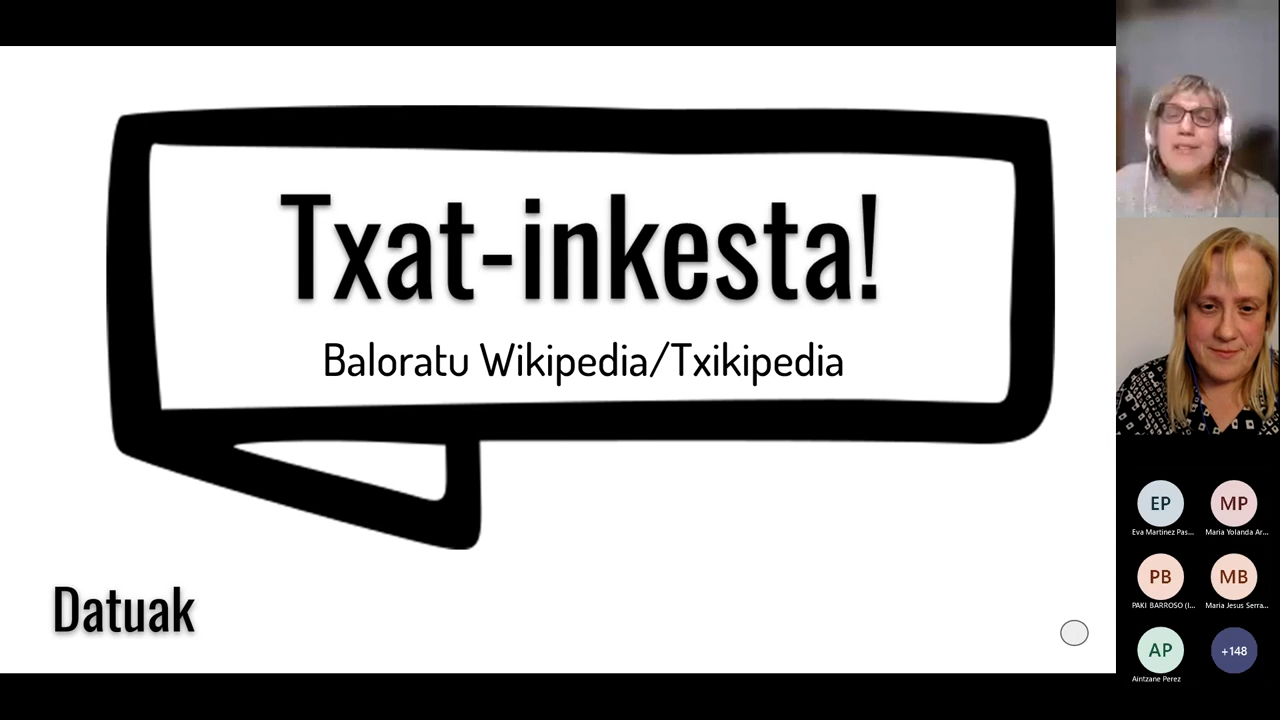 Txat-inkesta!
Baloratu Wikipedia/Txikipedia
Datuak
EP
MP
Eva Martinez Pas...
Maria Yolanda Ar...
PB
MB
PAKI BARROSO (I...
Maria Jesus Serra...
AP
+148
Aintzane Perez